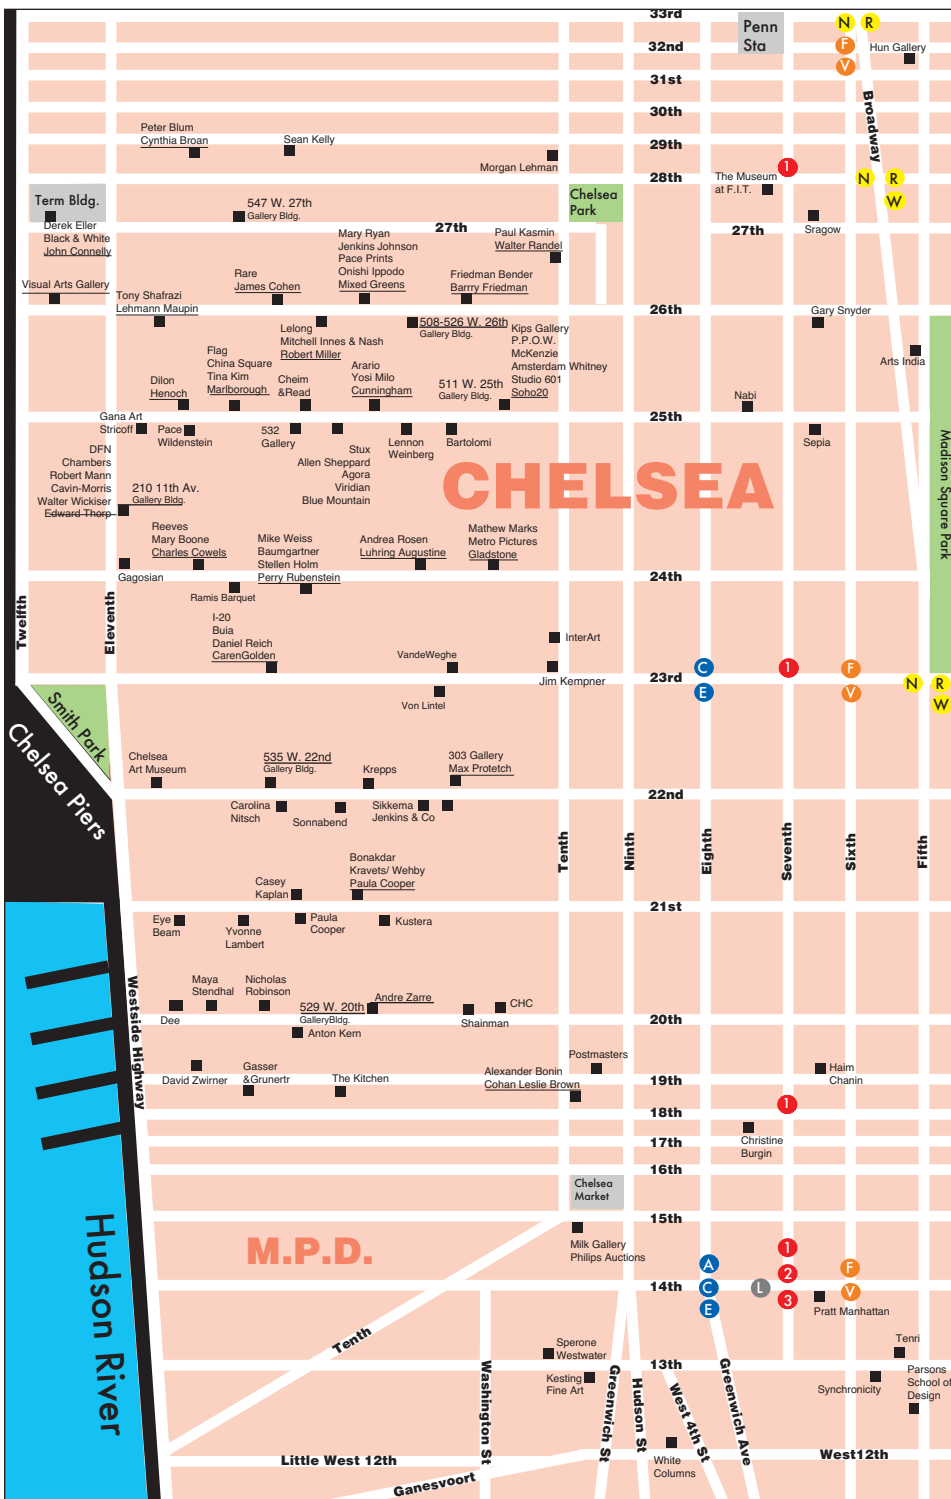 33rd
Penn
Sta
N R
32nd
F
Hun Gallery
V
31st
30th
Broadway
Peter Blum
Cynthia Broan
Sean Kelly
29th
Morgan Lehman
1
28th
The Museum
at F.I.T.
N R
W
Term Bldg.
Chelsea
Park
547 W. 27th
Gallery Bldg.
27th
27th
Sragow
Derek Eller
Black & White
John Connelly
Mary Ryan
Jenkins Johnson
Pace Prints
Onishi Ippodo
Mixed Greens
Paul Kasmin
Walter Randel
Visual Arts Gallery
Rare
James Cohen
Friedman Bender
Barrry Friedman
Tony Shafrazi
Lehmann Maupin
26th
Gary Snyder
Lelong
Mitchell Innes & Nash
Robert Miller
508-526 W. 26th
Gallery Bldg.
Kips Gallery
P.P.O.W.
McKenzie
Amsterdam Whitney
Studio 601
Soho20
Flag
China Square
Tina Kim
Marlborough
Arts India
Dilon
Henoch
Cheim
&Read
Arario
Yosi Milo
Cunningham
511 W. 25th
Gallery Bldg.
Nabi
25th
Gana Art
Stricoff
Pace
Wildenstein
532
Gallery
Lennon
Weinberg
Bartolomi
Sepia
Madison Square Park
DFN
Chambers
Robert Mann
Cavin-Morris
Walter Wickiser
Edward Thorp
Stux
Allen Sheppard
Agora
Viridian
Blue Mountain
CHELSEA
210 11th Av.
Gallery Bldg.
Reeves
Mary Boone
Charles Cowels
Mike Weiss
Baumgartner
Stellen Holm
Perry Rubenstein
Andrea Rosen
Luhring Augustine
Mathew Marks
Metro Pictures
Gladstone
Gagosian
24th
Ramis Barquet
Twelfth
Eleventh
I-20
Buia
Daniel Reich
CarenGolden
InterArt
VandeWeghe
Jim Kempner
23rd
C
E
1
F
V
N R
W
Von Lintel
Smith Park
Chelsea Piers
Chelsea
Art Museum
535 W. 22nd
Gallery Bldg.
Krepps
303 Gallery
Max Protetch
22nd
Carolina
Nitsch
Sonnabend
Sikkema
Jenkins & Co
Tenth
Ninth
Eighth
Seventh
Sixth
Fifth
Bonakdar
Kravets/ Wehby
Paula Cooper
Casey
Kaplan
21st
Eye
Beam
Yvonne
Lambert
Paula
Cooper
Kustera
Westside Highway
Maya
Stendhal
Nicholas
Robinson
529 W. 20th
GalleryBldg.
Andre Zarre
CHC
Dee
Shainman
20th
Anton Kern
Postmasters
David Zwirner
Gasser
&Grunertr
The Kitchen
Alexander Bonin
Cohan Leslie Brown
Haim
Chanin
19th
1
18th
Christine
Burgin
17th
16th
Chelsea
Market
15th
Hudson River
M.P.D.
Milk Gallery
Philips Auctions
A
C
E
L
1
2
3
F
V
14th
Pratt Manhattan
Tenth
Washington St
Sperone
Westwater
Kesting
Fine Art
13th
Greenwich St
Hudson St
West 4th St
Greenwich Ave
Tenri
Synchronicity
Parsons
School of
Design
White
Columns
Little West 12th
West12th
Ganesvoort